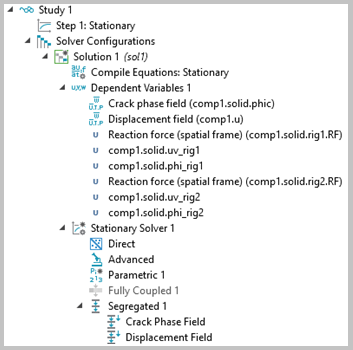 Study 1
Step 1: Stationary
Solver Configurations
Solution 1 (sol1)
Compile Equations: Stationary
Dependent Variables 1
Crack phase field (comp1.solid.phic)
Displacement field (comp1.u)
Reaction force (spatial frame) (comp1.solid.rig1.RF)
comp1.solid.uv_rig1
comp1.solid.phi_rig1
Reaction force (spatial frame) (comp1.solid.rig2.RF)
comp1.solid.uv_rig2
comp1.solid.phi_rig2
Stationary Solver 1
Direct
Advanced
Parametric 1
Fully Coupled 1
Segregated 1
Crack Phase Field
Displacement Field